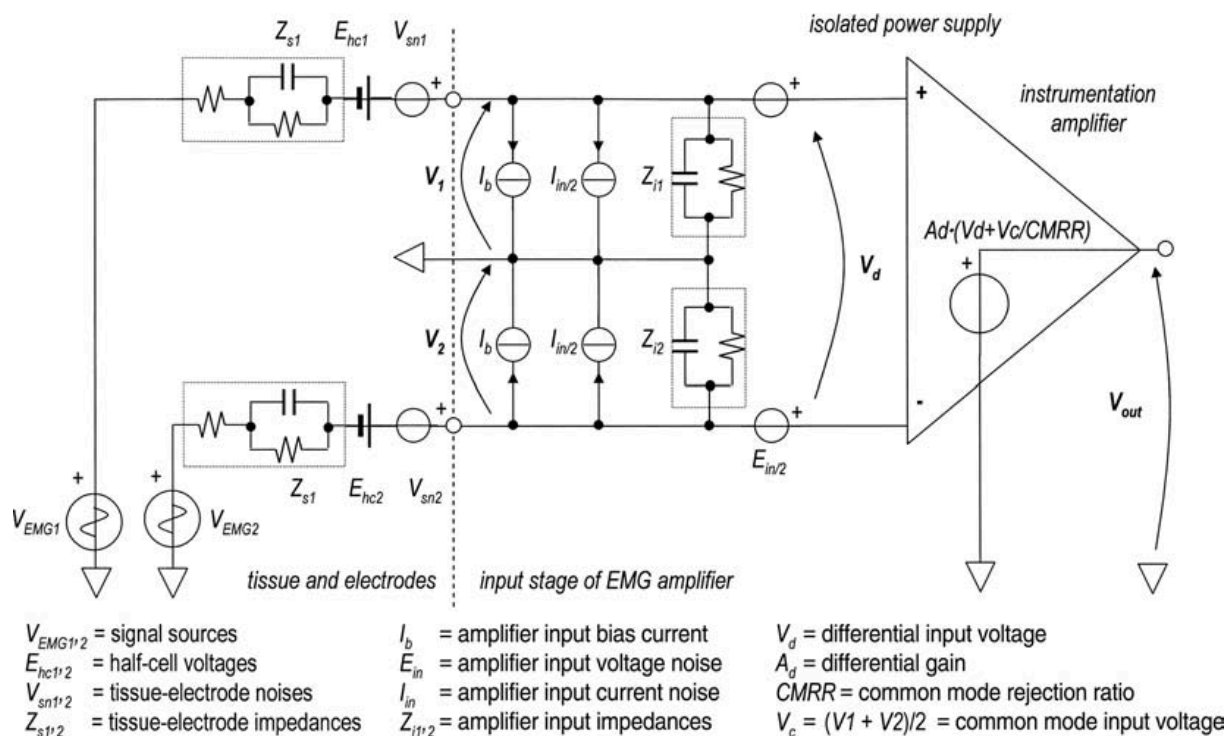 Z_s1 E_hc1 V_sn1
isolated power supply
+ + +
instrumentation
amplifier
V_1 I_b I_in/2 Z_i1
V_d
Ad·(Vd+Vc/CMRR)
+
V_2 I_b I_in/2 Z_i2
V_out
+ + -
E_in/2
Z_s1 E_hc2 V_sn2
+ +
V_EMG1 V_EMG2
tissue and electrodes input stage of EMG amplifier
V_EMG1,2 = signal sources
E_hc1,2 = half-cell voltages
V_sn1,2 = tissue-electrode noises
Z_s1,2 = tissue-electrode impedances
I_b = amplifier input bias current
E_in = amplifier input voltage noise
I_in = amplifier input current noise
Z_i1,2 = amplifier input impedances
V_d = differential input voltage
A_d = differential gain
CMRR = common mode rejection ratio
V_c = (V1 + V2)/2 = common mode input voltage